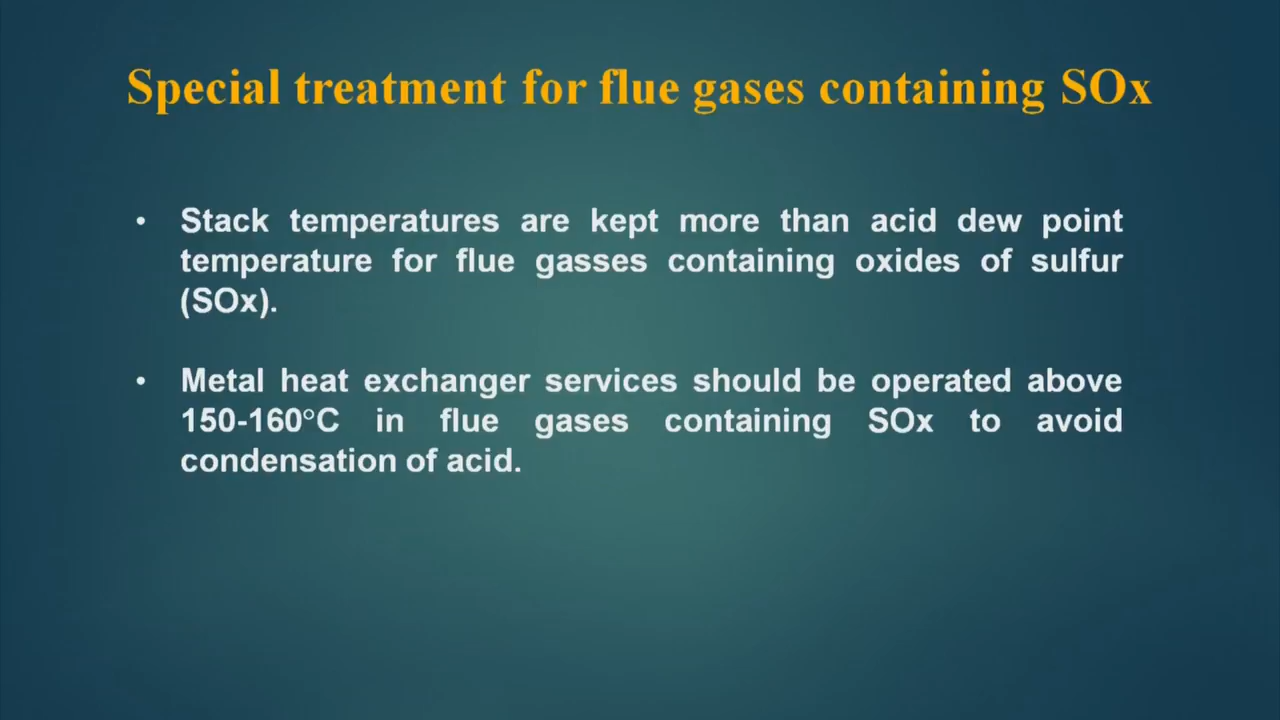 Special treatment for flue gases containing SOx
• Stack temperatures are kept more than acid dew point
temperature for flue gasses containing oxides of sulfur
(SOx).
• Metal heat exchanger services should be operated above
150-160°C in flue gases containing SOx to avoid
condensation of acid.